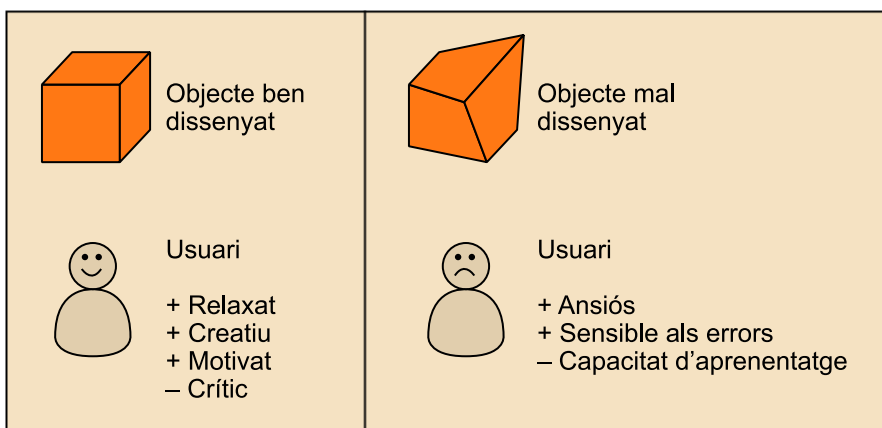 Objecte ben
dissenyat
Usuari
+ Relaxat
+ Creatiu
+ Motivat
– Crític
Objecte mal
dissenyat
Usuari
+ Ansiós
+ Sensible als errors
– Capacitat d’aprenentatge